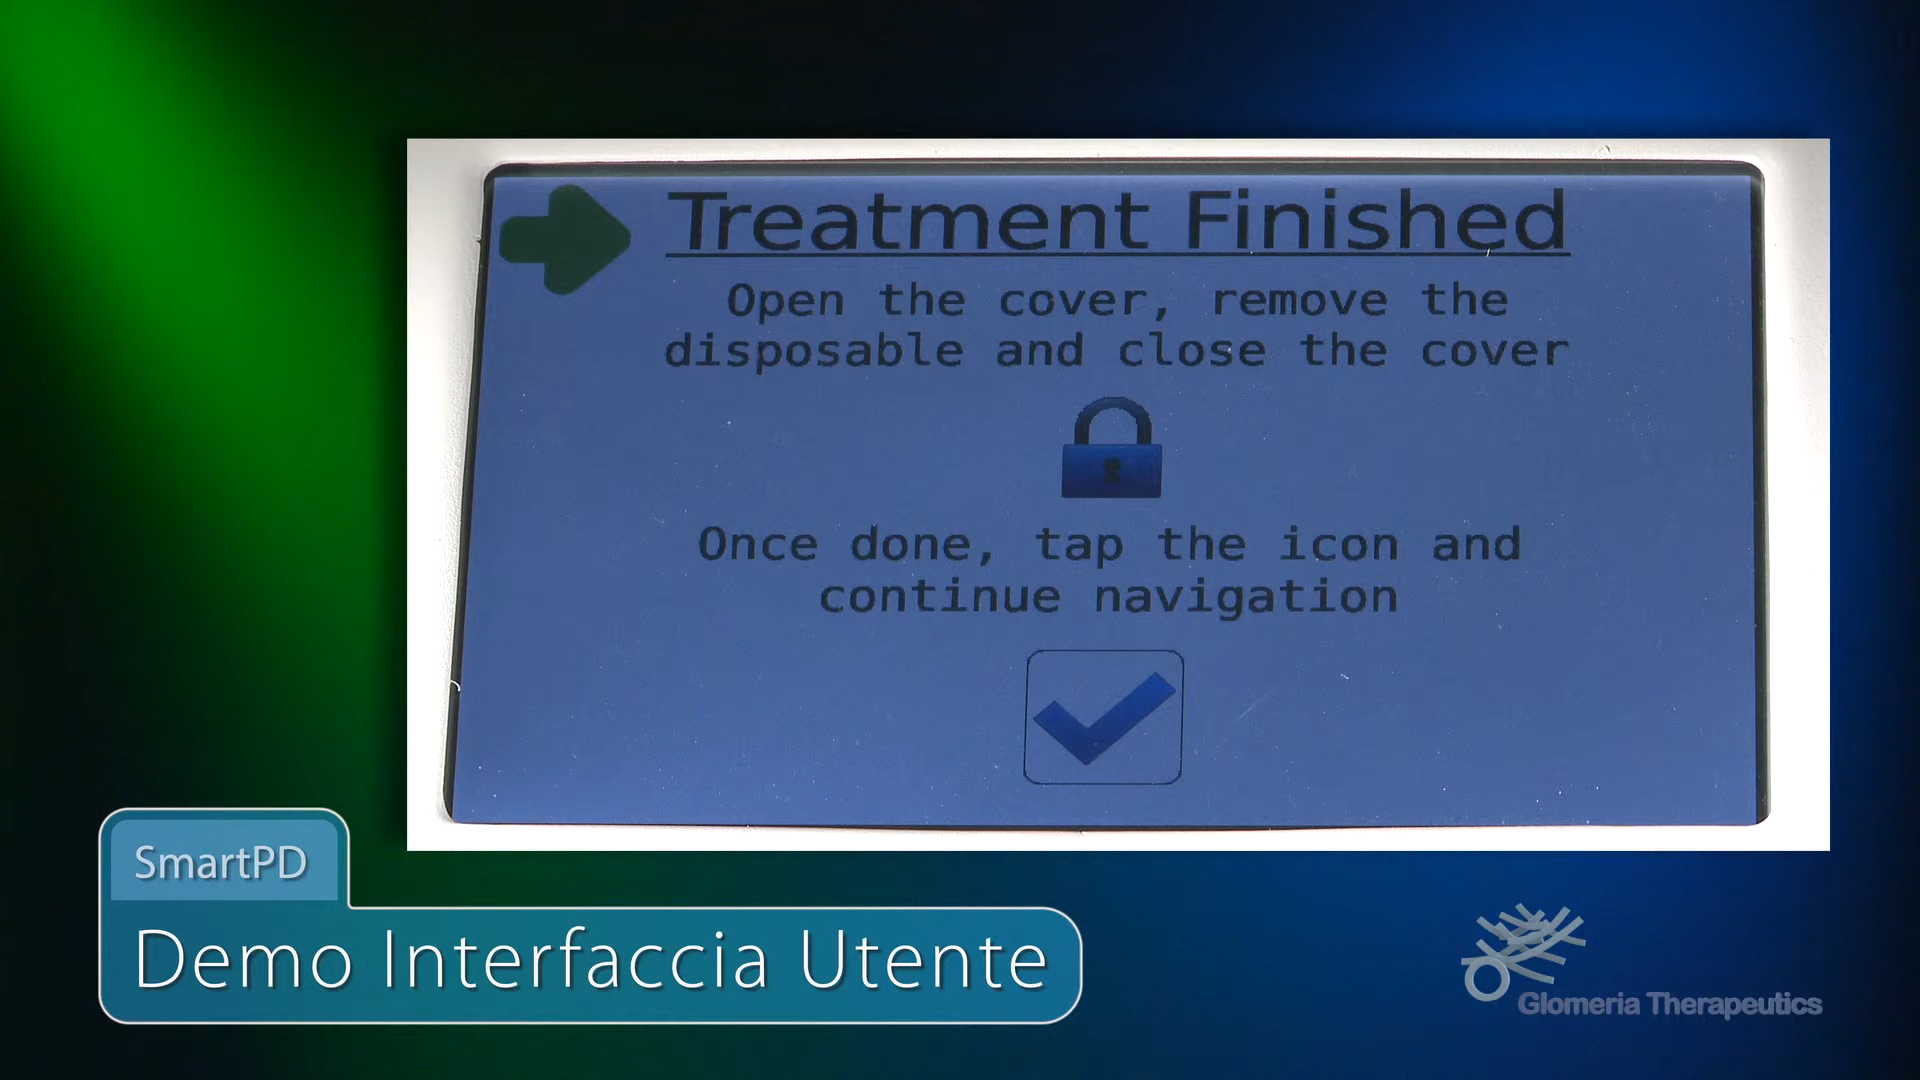 Treatment Finished
Open the cover, remove the
disposable and close the cover
Once done, tap the icon and
continue navigation
SmartPD
Demo Interfaccia Utente
Glomeria Therapeutics